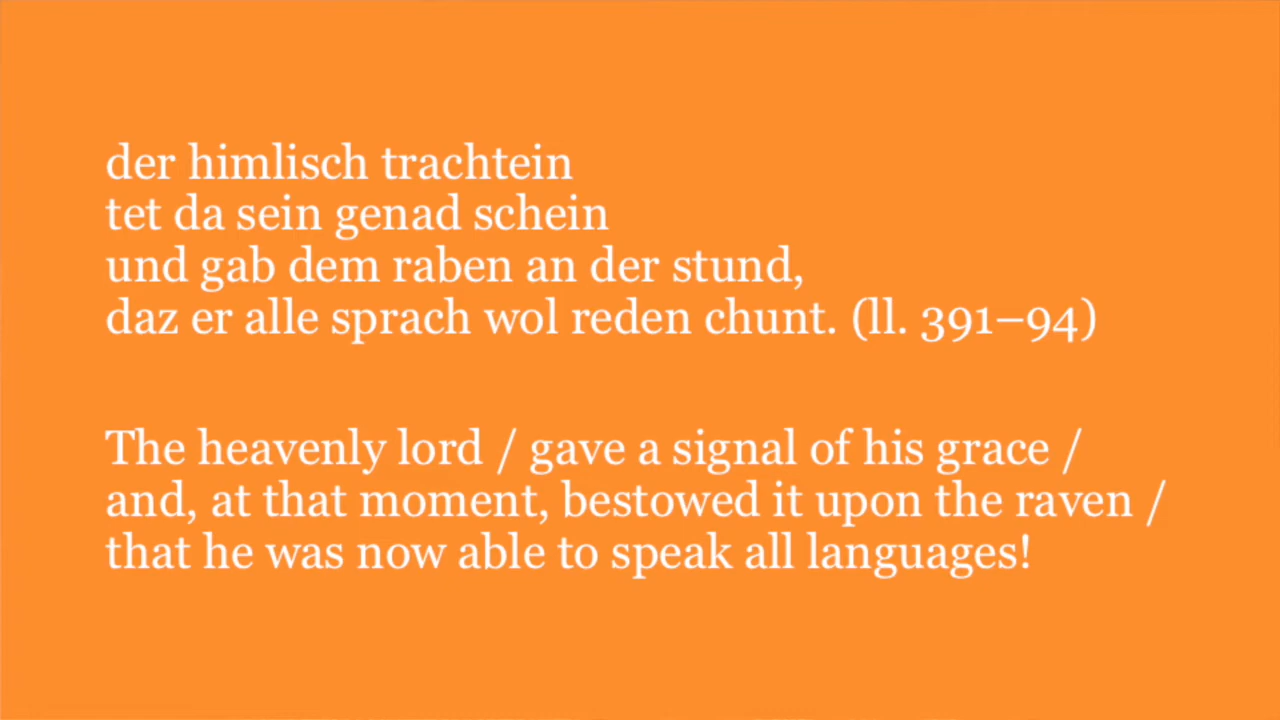 der himlisch trachtein
tet da sein genad schein
und gab dem raben an der stund,
daz er alle sprach wol reden chunt. (ll. 391–94)
The heavenly lord / gave a signal of his grace /
and, at that moment, bestowed it upon the raven /
that he was now able to speak all languages!